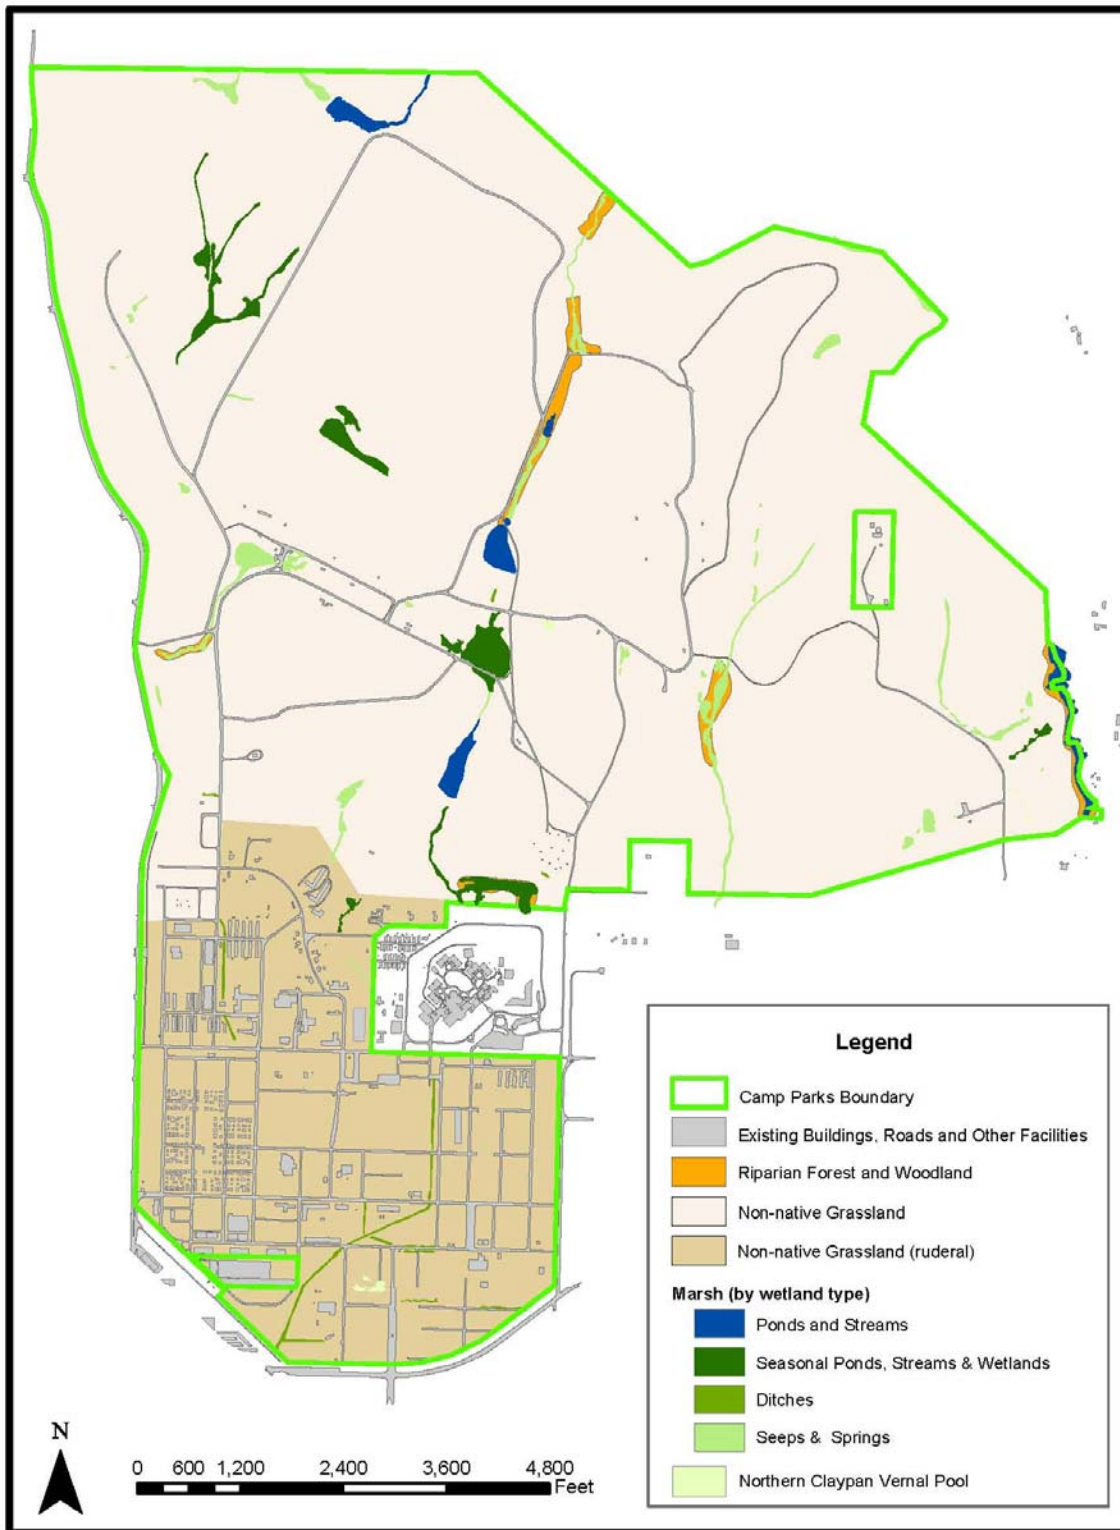 Legend
Camp Parks Boundary
Existing Buildings, Roads and Other Facilities
Riparian Forest and Woodland
Non-native Grassland
Non-native Grassland (ruderal)
Marsh (by wetland type)
Ponds and Streams
Seasonal Ponds, Streams & Wetlands
Ditches
Seeps & Springs
Northern Claypan Vernal Pool
N
0 600 1,200 2,400 3,600 4,800
Feet